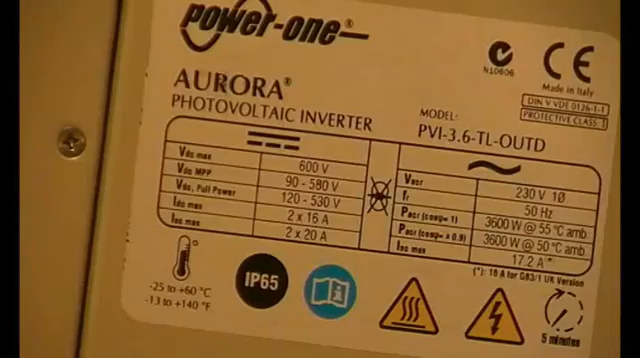 power-one®
N10606
CE
Made in Italy
DIN V VDE 0126-1-1
PROTECTIVE CLASS: I
AURORA®
PHOTOVOLTAIC INVERTER
MODEL:
PVI-3.6-TL-OUTD
Vdc max 600 V
Vdc MPP 90 - 580 V
Vdc, Full Power 120 - 530 V
Idc max 2 x 16 A
Isc max 2 x 20 A
Vacr 230 V 1Ø
fr 50 Hz
Pacr (cosφ= 1) 3600 W @ 55 °C amb
Pacr (cosφ= ± 0.9) 3600 W @ 50 °C amb
Iac max 17.2 A(*)
(*): 16 A for G83/1 UK Version
-25 to +60 °C
-13 to +140 °F
IP65
5 minutes